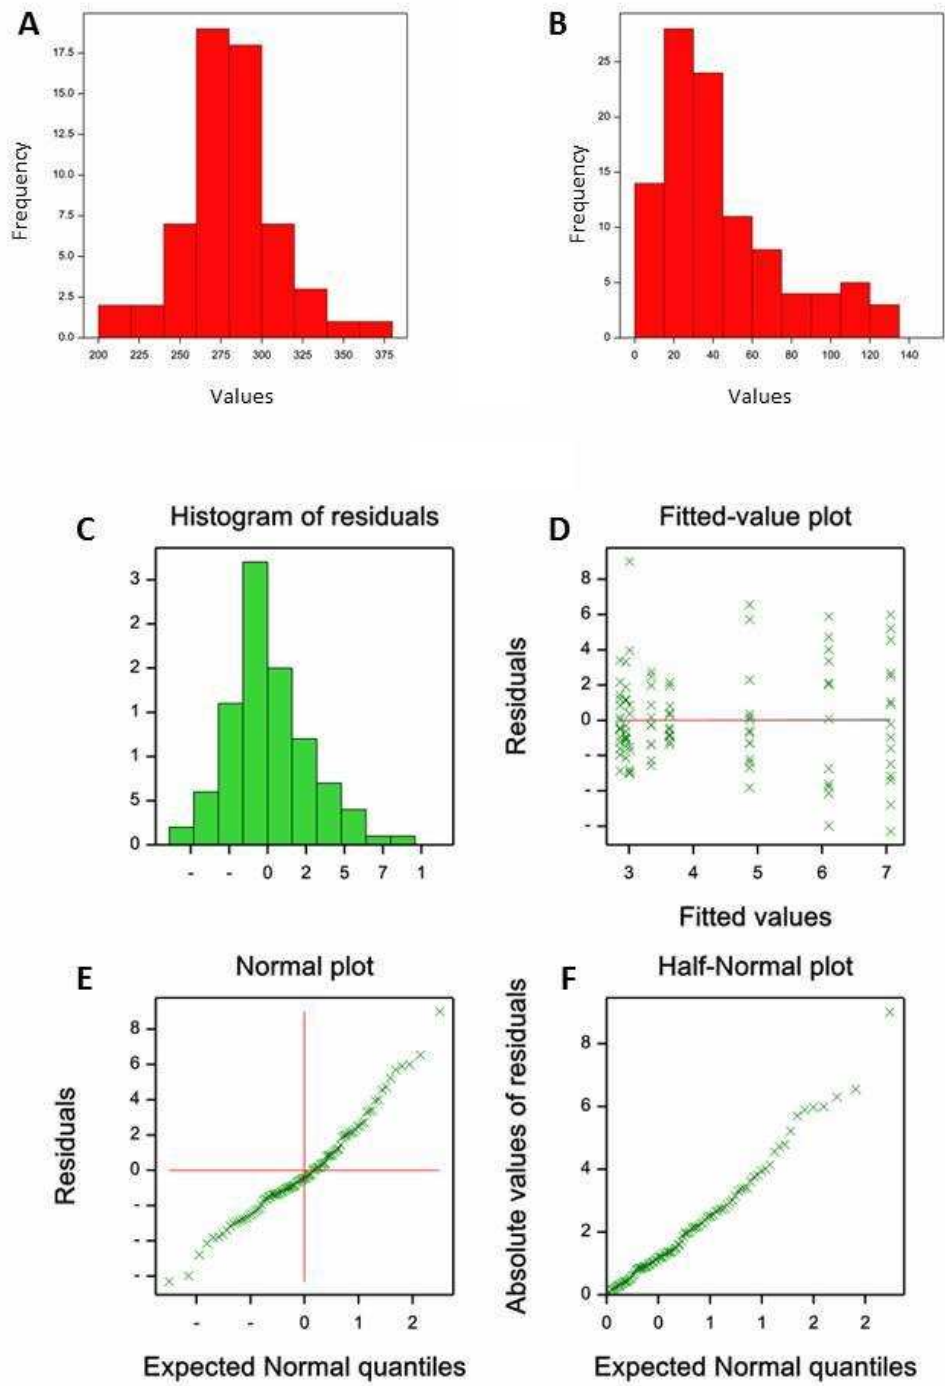 A
Frequency
17.5
15.0
12.5
10.0
7.5
5.0
2.5
0.0
200 225 250 275 300 325 350 375
Values
B
Frequency
25
20
15
10
5
0
0 20 40 60 80 100 120 140
Values
C
Histogram of residuals
3
2
2
1
1
5
0
- - 0 2 5 7 1
D
Fitted-value plot
Residuals
8
6
4
2
0
-
-
-
3 4 5 6 7
Fitted values
E
Normal plot
Residuals
8
6
4
2
0
-
-
-
- - 0 1 2
Expected Normal quantiles
F
Half-Normal plot
Absolute values of residuals
8
6
4
2
0
0 0 1 1 2 2
Expected Normal quantiles